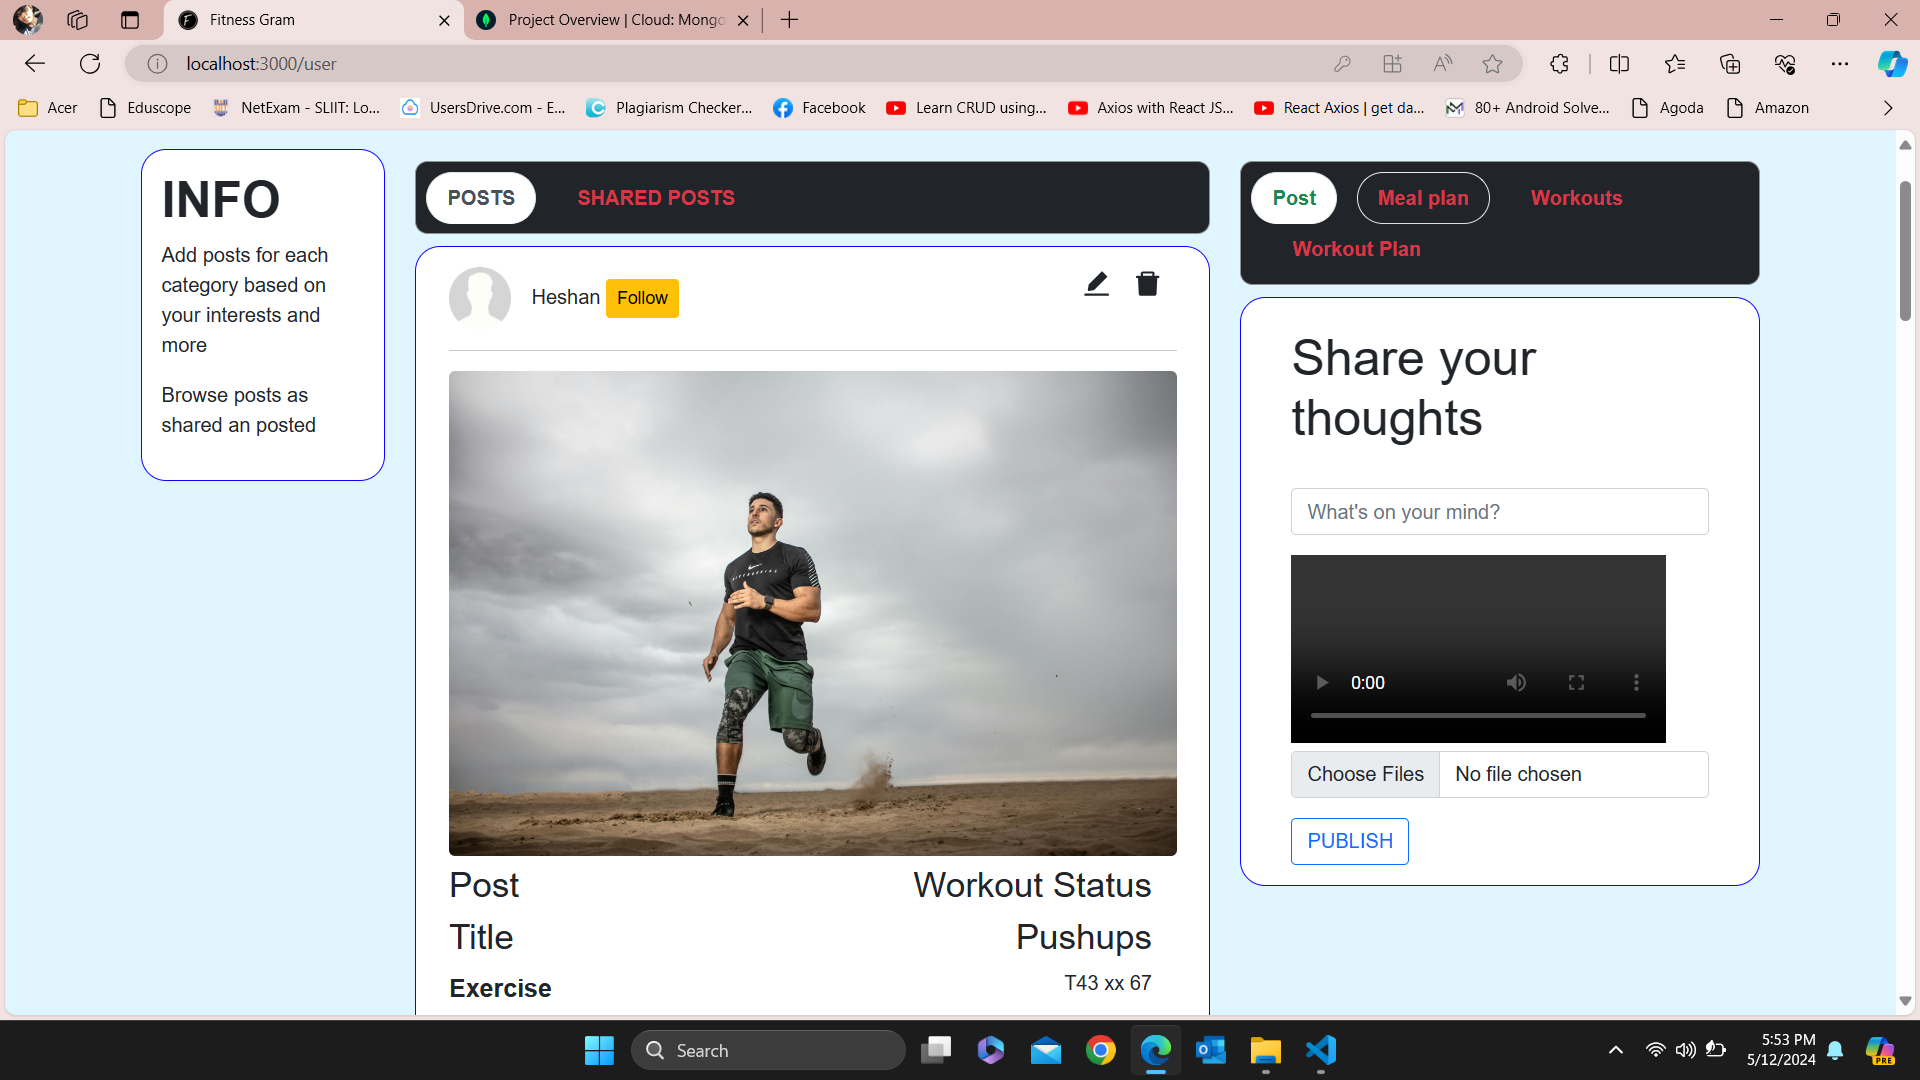 Fitness Gram
Project Overview | Cloud: Mongo
localhost:3000/user
Acer
Eduscope
NetExam - SLIIT: Lo...
UsersDrive.com - E...
Plagiarism Checker...
Facebook
Learn CRUD using...
Axios with React JS...
React Axios | get da...
80+ Android Solve...
Agoda
Amazon
INFO
Add posts for each
category based on
your interests and
more
Browse posts as
shared an posted
POSTS
SHARED POSTS
Heshan
Follow
Post
Title
Exercise
Workout Status
Pushups
T43 xx 67
Post
Meal plan
Workouts
Workout Plan
Share your
thoughts
What's on your mind?
0:00
Choose Files
No file chosen
PUBLISH
Search
5:53 PM
5/12/2024
PRE